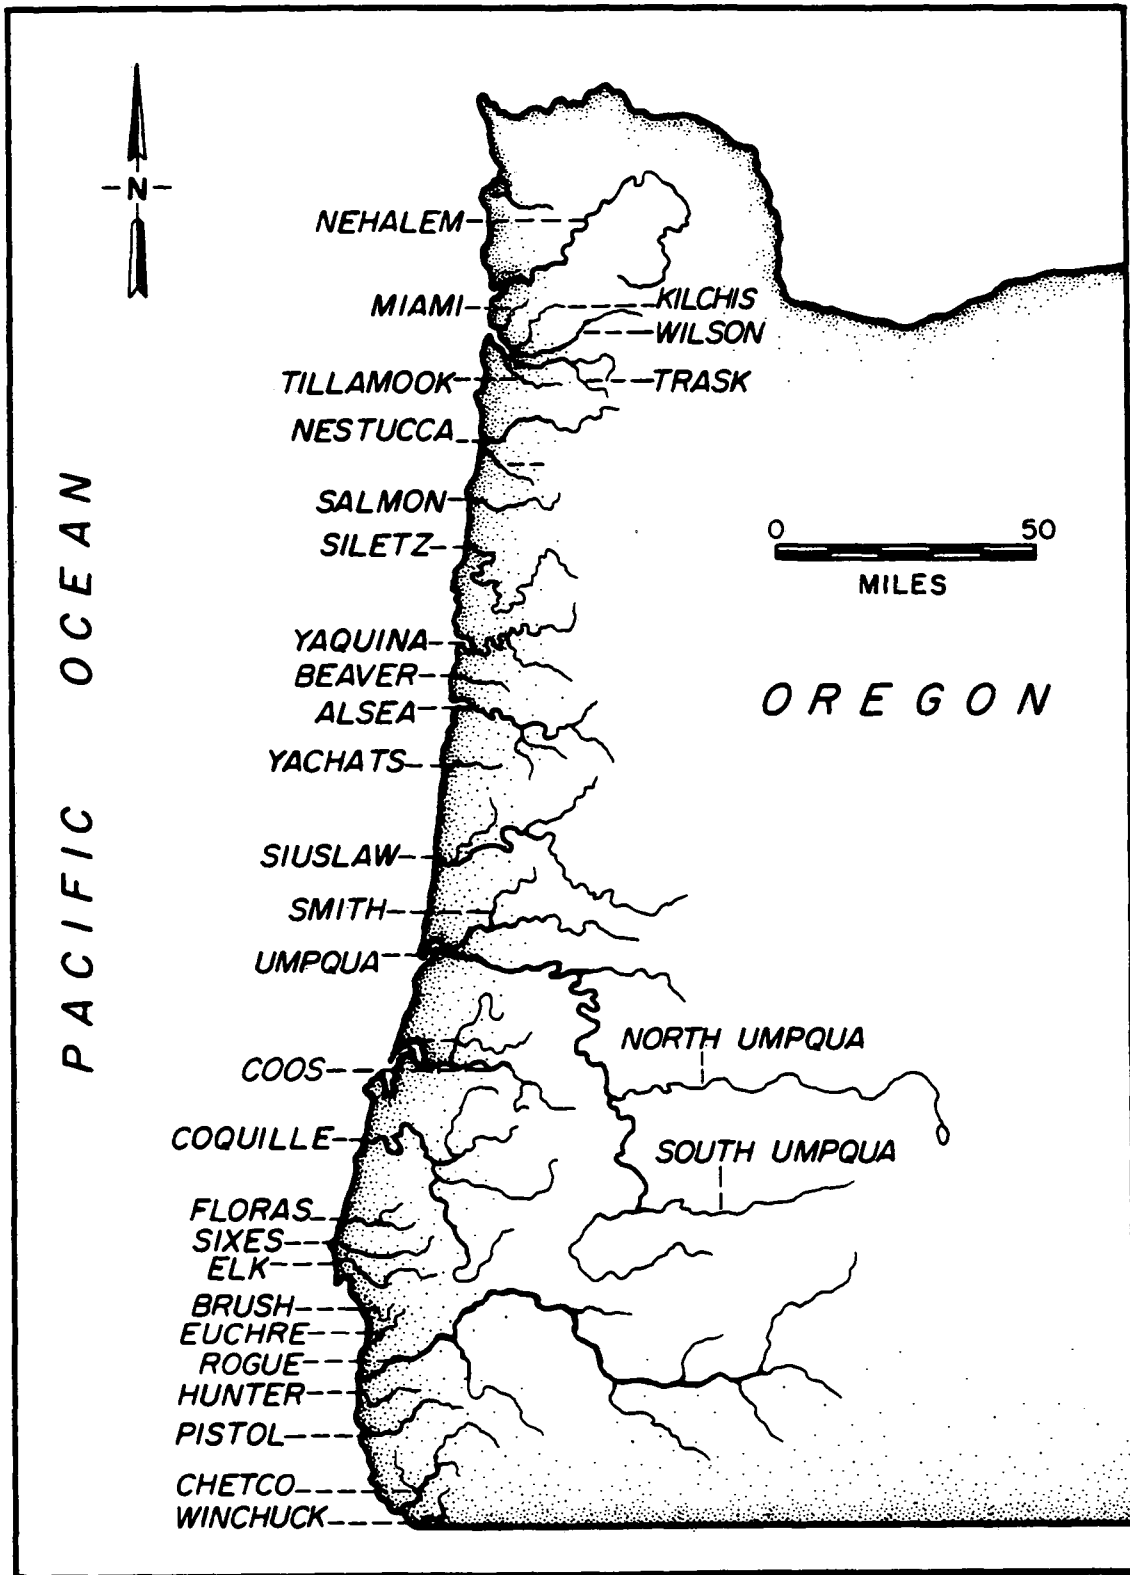 N
NEHALEM
MIAMI
KILCHIS
WILSON
TILLAMOOK
TRASK
NESTUCCA
SALMON
SILETZ
0 50
MILES
YAQUINA
BEAVER
ALSEA
OREGON
YACHATS
PACIFIC OCEAN
SIUSLAW
SMITH
UMPQUA
NORTH UMPQUA
COOS
COQUILLE
SOUTH UMPQUA
FLORAS
SIXES
ELK
BRUSH
EUCHRE
ROGUE
HUNTER
PISTOL
CHETCO
WINCHUCK